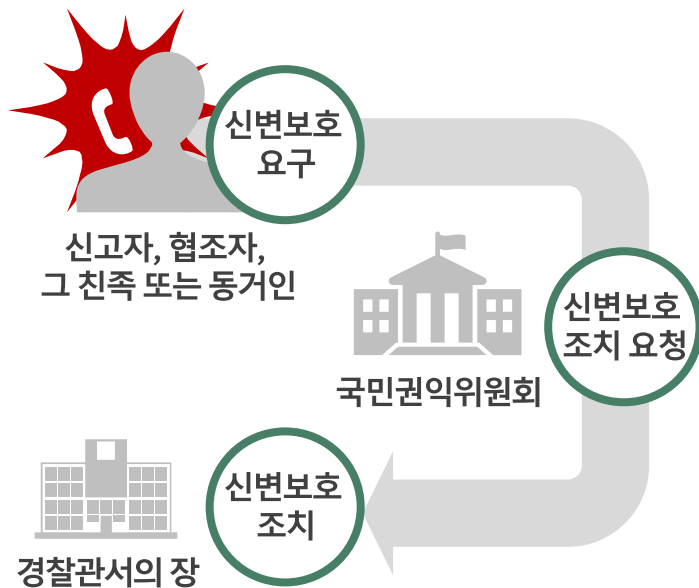 신변보호
요구
신고자, 협조자,
그 친족 또는 동거인
신변보호
조치 요청
국민권익위원회
신변보호
조치
경찰관서의 장